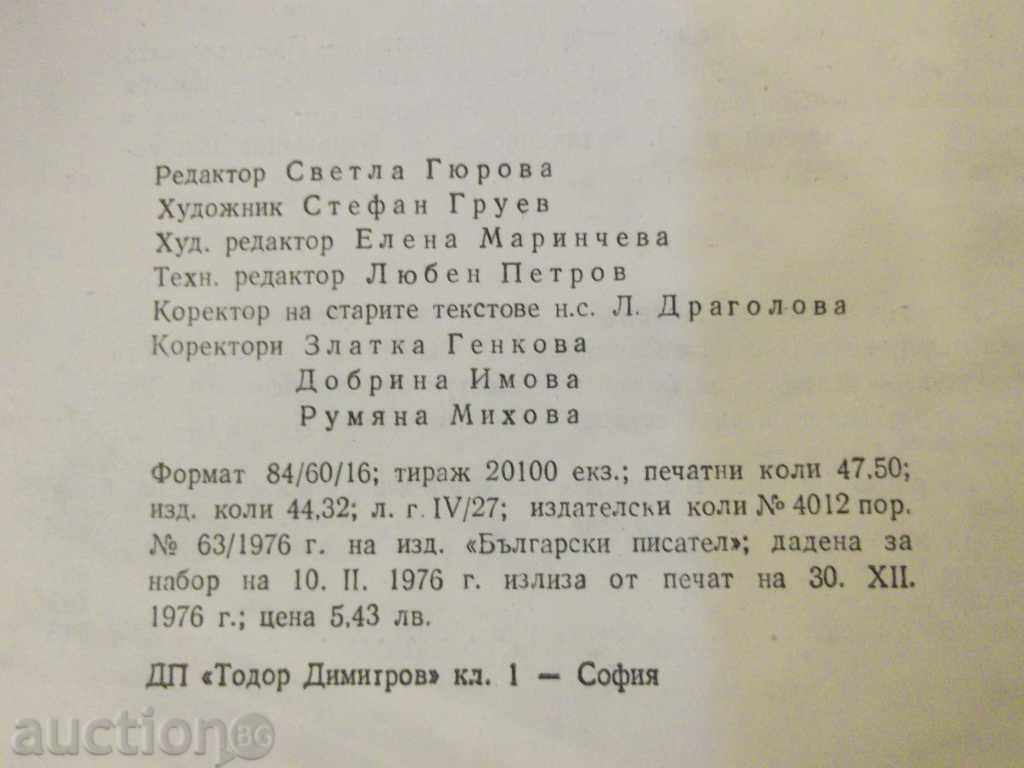 Редактор Светла Гюрова
Художник Стефан Груев
Худ. редактор Елена Маринчева
Техн. редактор Любен Петров
Коректор на старите текстове н.с. Л. Драголова
Коректори Златка Генкова
Добрина Имова
Румяна Михова
Формат 84/60/16; тираж 20100 екз.; печатни коли 47,50;
изд. коли 44,32; л. г. IV/27; издателски коли № 4012 пор.
№ 63/1976 г. на изд. «Български писател»; дадена за
набор на 10. II. 1976 г. излиза от печат на 30. XII.
1976 г.; цена 5,43 лв.
ДП «Тодор Димитров» кл. 1 — София
auction BG